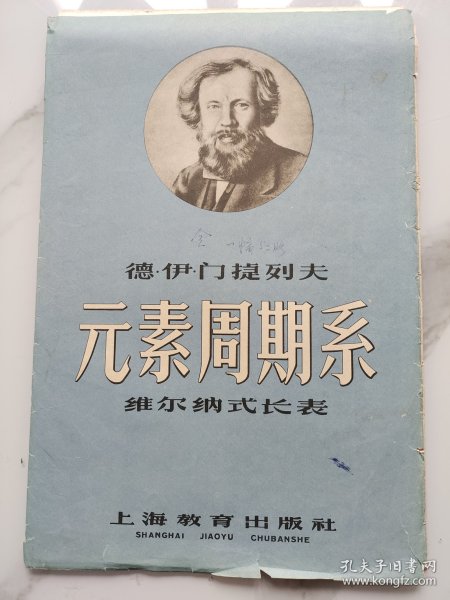 德·伊·门捷列夫
元素周期系
维尔纳式长表
上海教育出版社
SHANGHAI JIAOYU CHUBANSHE
孔夫子旧书网
www.kongfz.com